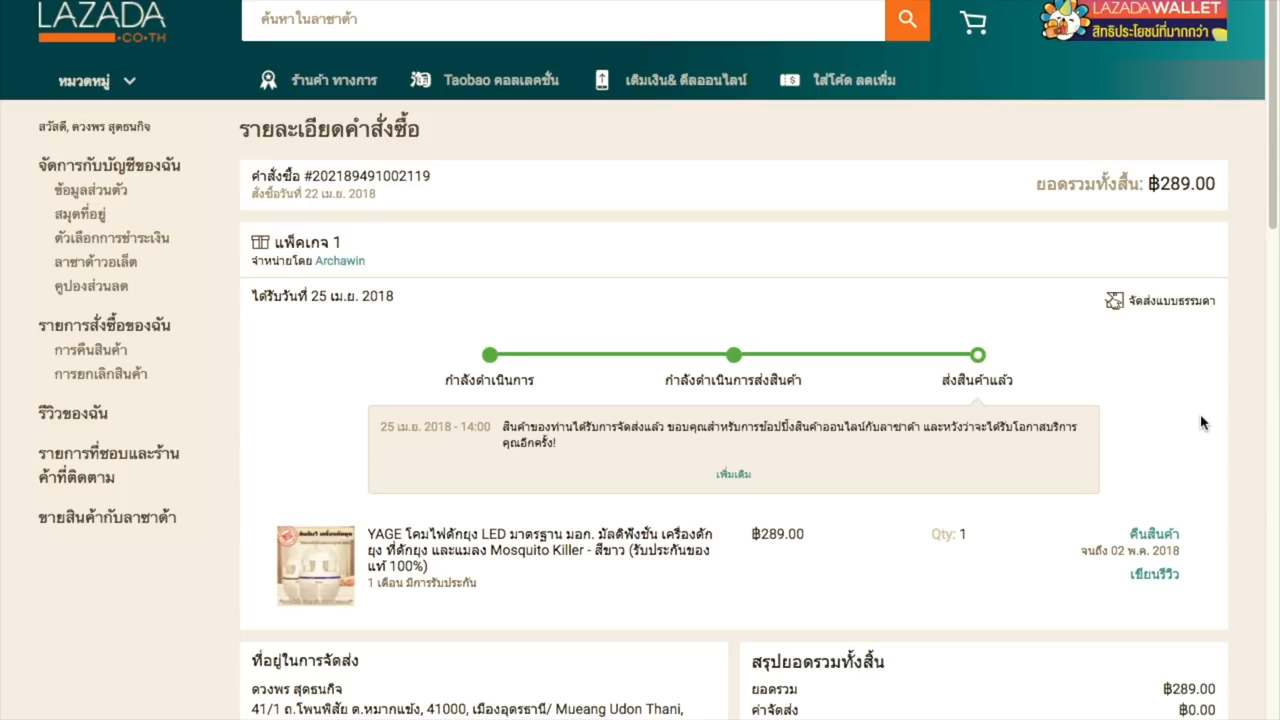 LAZADA
.CO.TH
ค้นหาในลาซาด้า
LAZADA WALLET
สิทธิประโยชน์ที่มากกว่า
หมวดหมู่
ร้านค้า ทางการ
Taobao คอลเลคชั่น
เติมเงิน& ดีลออนไลน์
ใส่โค้ด ลดเพิ่ม
สวัสดี, ดวงพร สุดธนกิจ
จัดการกับบัญชีของฉัน
ข้อมูลส่วนตัว
สมุดที่อยู่
ตัวเลือกการชำระเงิน
ลาซาด้าวอเล็ต
คูปองส่วนลด
รายการสั่งซื้อของฉัน
การคืนสินค้า
การยกเลิกสินค้า
รีวิวของฉัน
รายการที่ชอบและร้าน
ค้าที่ติดตาม
ขายสินค้ากับลาซาด้า
รายละเอียดคำสั่งซื้อ
คำสั่งซื้อ #202189491002119
สั่งซื้อวันที่ 22 เม.ย. 2018
ยอดรวมทั้งสิ้น: ฿289.00
แพ็คเกจ 1
จำหน่ายโดย Archawin
ได้รับวันที่ 25 เม.ย. 2018
จัดส่งแบบธรรมดา
กำลังดำเนินการ
กำลังดำเนินการส่งสินค้า
ส่งสินค้าแล้ว
25 เม.ย. 2018 - 14:00 สินค้าของท่านได้รับการจัดส่งแล้ว ขอบคุณสำหรับการช้อปปิ้งสินค้าออนไลน์กับลาซาด้า และหวังว่าจะได้รับโอกาสบริการ
คุณอีกครั้ง!
เพิ่มเติม
YAGE โคมไฟดักยุง LED มาตรฐาน มอก. มัลติฟังชั่น เครื่องดัก
ยุง ที่ดักยุง และแมลง Mosquito Killer - สีขาว (รับประกันของ
แท้ 100%)
1 เดือน มีการรับประกัน
฿289.00
Qty: 1
คืนสินค้า
จนถึง 02 พ.ค. 2018
เขียนรีวิว
ที่อยู่ในการจัดส่ง
ดวงพร สุดธนกิจ
41/1 ถ.โพนพิสัย ต.หมากแข้ง, 41000, เมืองอุดรธานี/ Mueang Udon Thani,
สรุปยอดรวมทั้งสิ้น
ยอดรวม ฿289.00
ค่าจัดส่ง ฿0.00